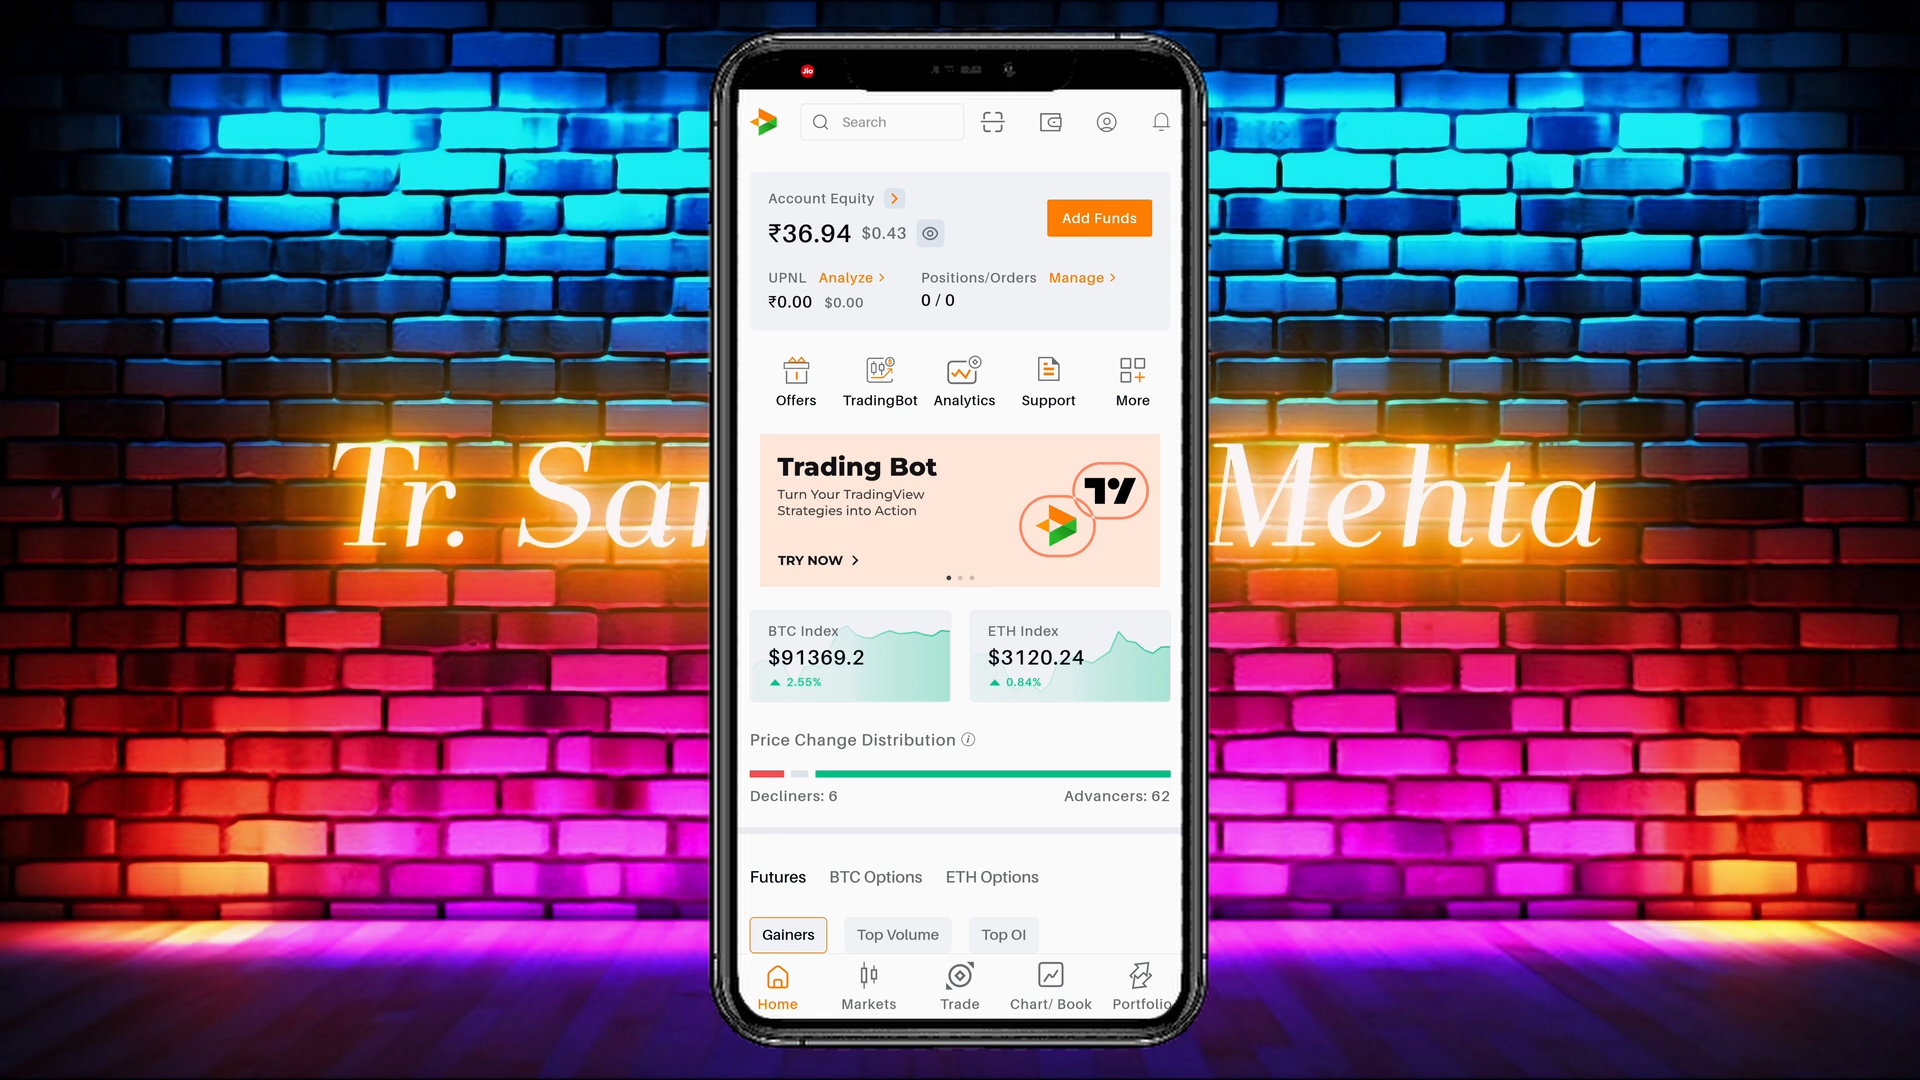 Jio
Search
Account Equity
₹36.94 $0.43
Add Funds
UPNL Analyze >
Positions/Orders Manage >
₹0.00 $0.00
0 / 0
Offers
TradingBot
Analytics
Support
More
Tr. Sar
Mehta
Trading Bot
Turn Your TradingView
Strategies into Action
TRY NOW >
BTC Index
$91369.2
▲ 2.55%
ETH Index
$3120.24
▲ 0.84%
Price Change Distribution
Decliners: 6
Advancers: 62
Futures
BTC Options
ETH Options
Gainers
Top Volume
Top OI
Home
Markets
Trade
Chart/ Book
Portfolio